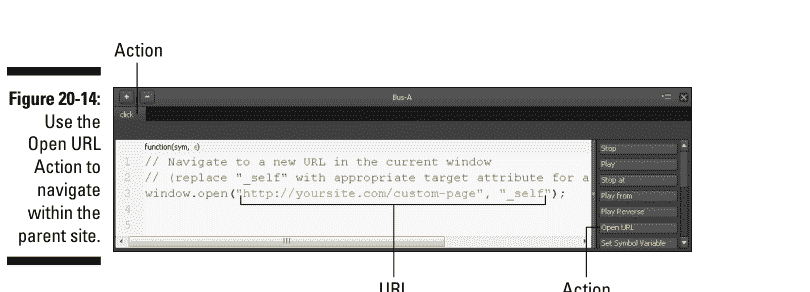 Action
Figure 20-14:
Use the
Open URL
Action to
navigate
within the
parent site.
+ - Bus-A
click
function(sym, e)
1 // Navigate to a new URL in the current window
2 // (replace "_self" with appropriate target attribute for a
3 window.open("http://yoursite.com/custom-page", "_self");
4
5
Stop
Play
Stop at
Play from
Play Reverse
Open URL
Set Symbol Variable
URL Action